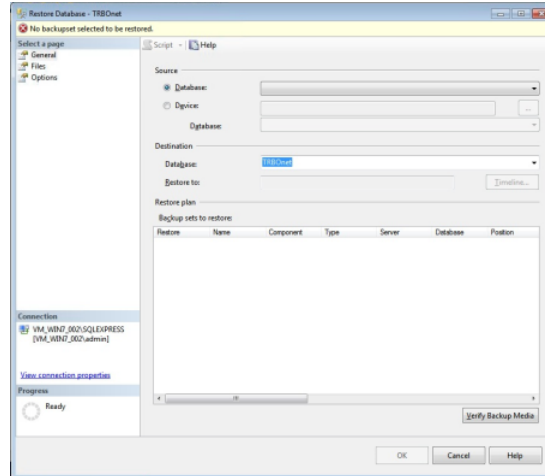 Restore Database - TRBOnet
No backupset selected to be restored.
Select a page
General
Files
Options
Script Help
Source
Database:
Device:
...
Database:
Destination
Database: TRBOnet
Restore to: Timeline...
Restore plan
Backup sets to restore:
Restore Name Component Type Server Database Position
Connection
VM_WIN7_002\SQLEXPRESS
[VM_WIN7_002\admin]
View connection properties
Progress
Ready
Verify Backup Media
OK Cancel Help